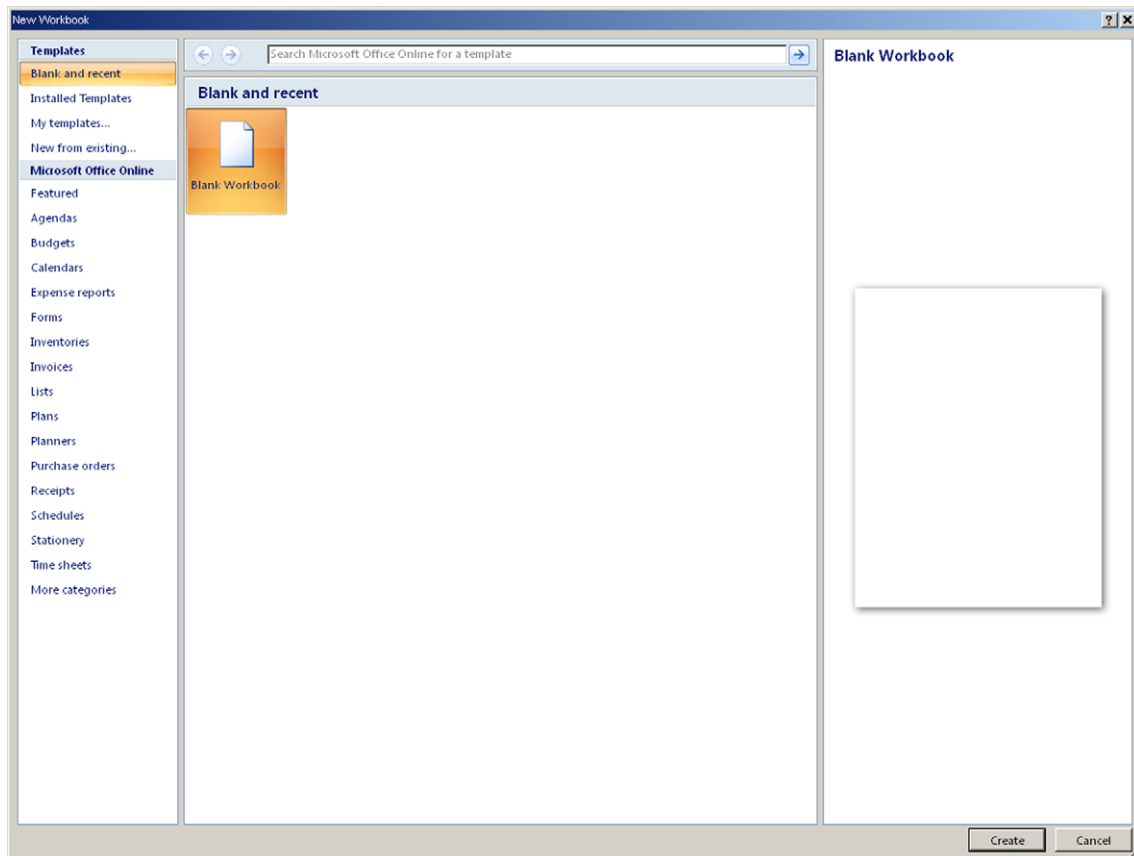 New Workbook
Templates
Blank and recent
Installed Templates
My templates...
New from existing...
Microsoft Office Online
Featured
Agendas
Budgets
Calendars
Expense reports
Forms
Inventories
Invoices
Lists
Plans
Planners
Purchase orders
Receipts
Schedules
Stationery
Time sheets
More categories
Search Microsoft Office Online for a template
Blank and recent
Blank Workbook
Blank Workbook
Create
Cancel